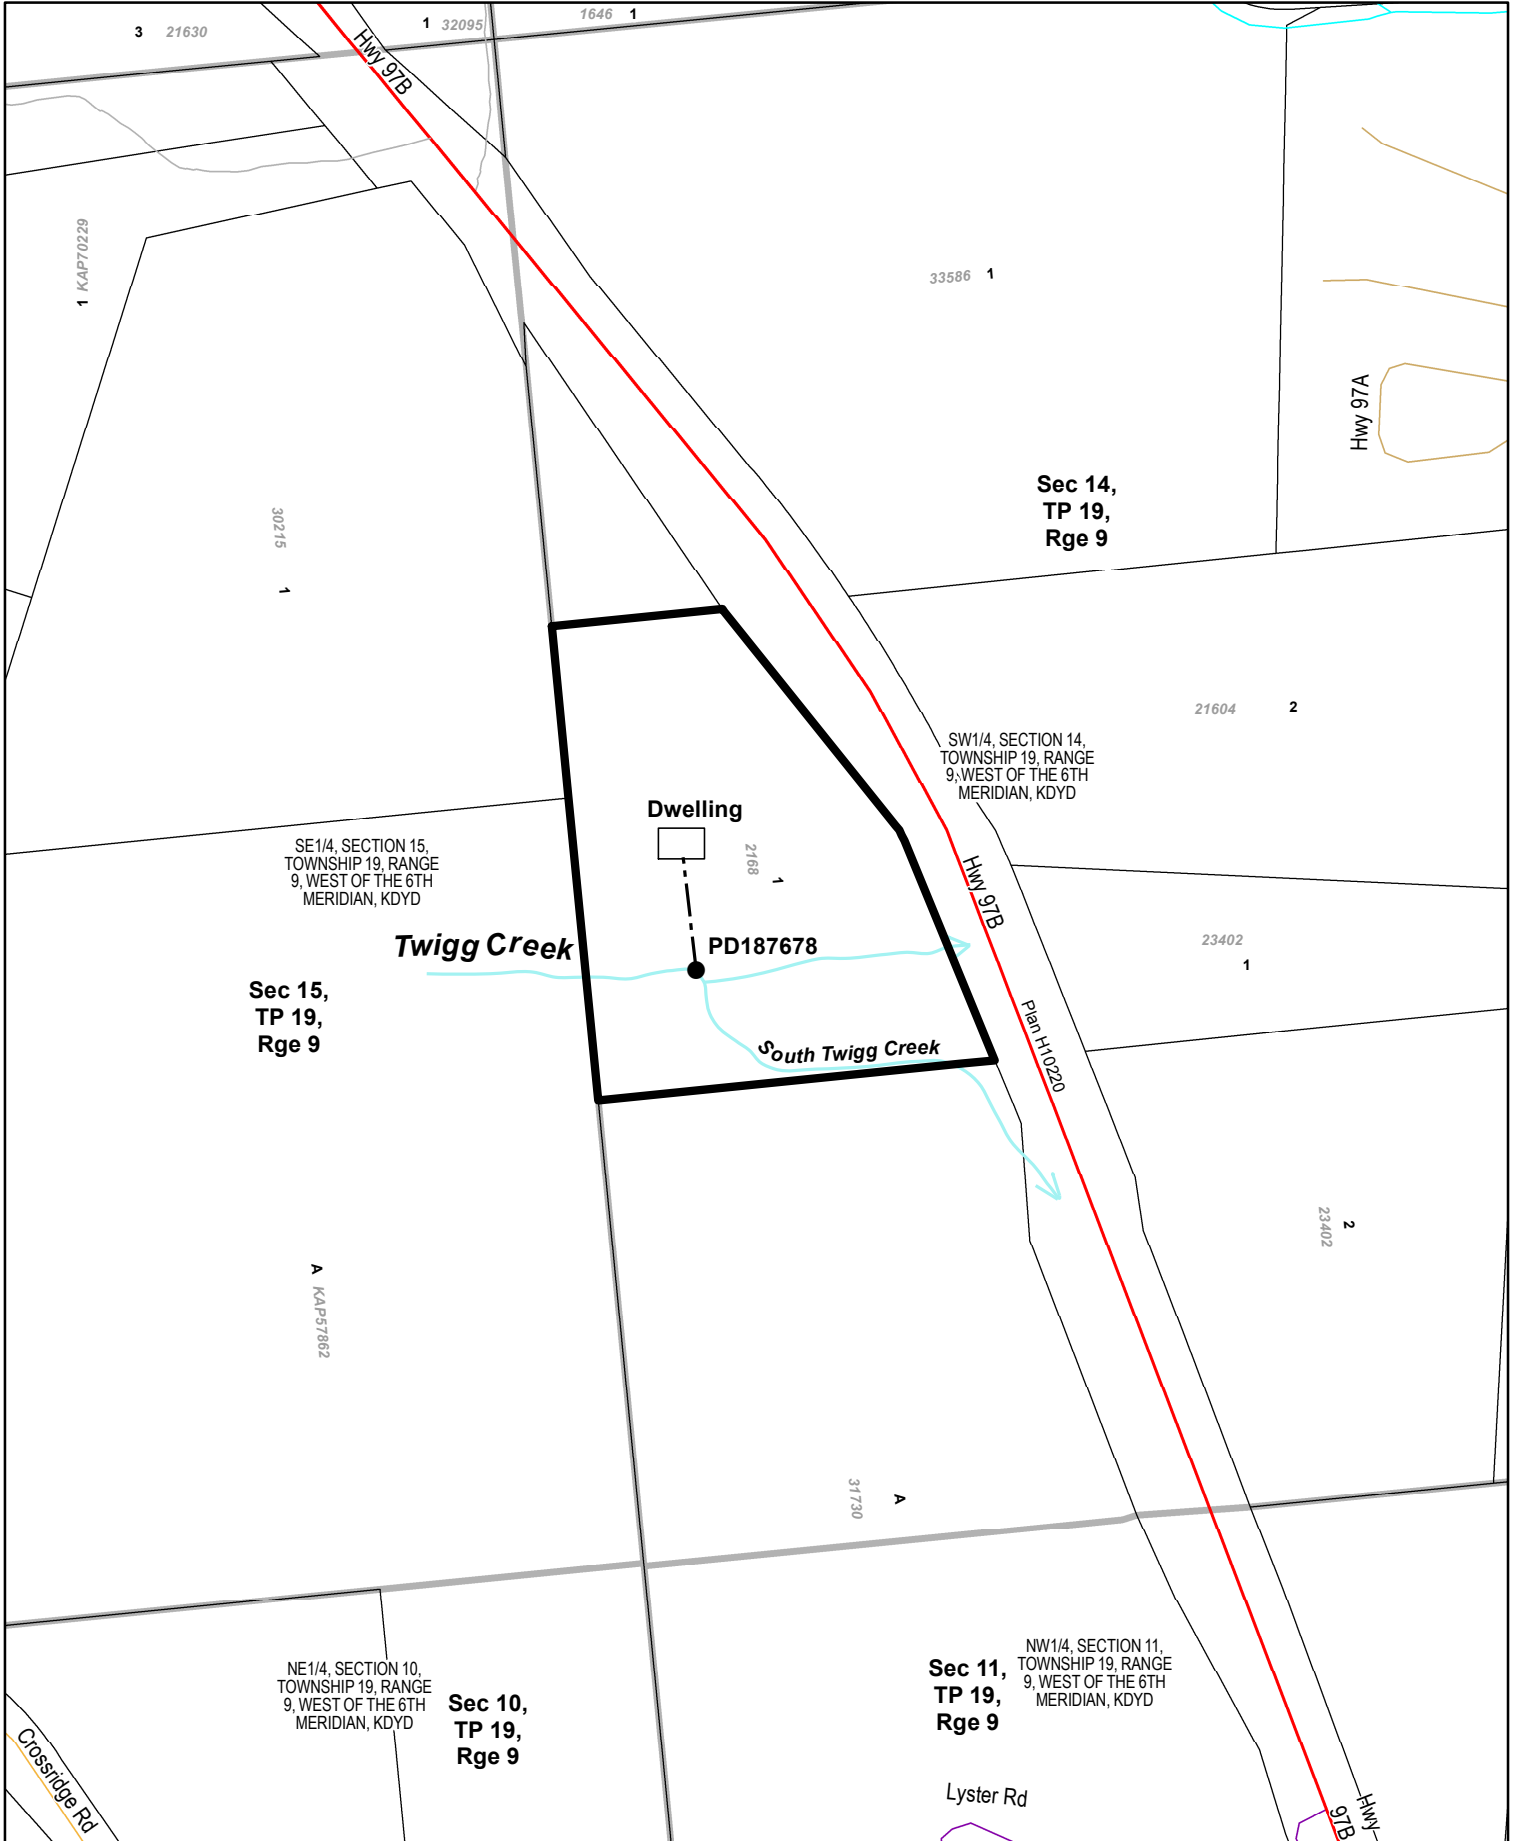 3 21630
1 32095
1646 1
Hwy 97B
1 KAP70229
33586 1
Hwy 97A
Sec 14,
TP 19,
Rge 9
30215
1
21604 2
SW1/4, SECTION 14,
TOWNSHIP 19, RANGE
9, WEST OF THE 6TH
MERIDIAN, KDYD
Dwelling
2168
1
SE1/4, SECTION 15,
TOWNSHIP 19, RANGE
9, WEST OF THE 6TH
MERIDIAN, KDYD
Hwy 97B
Twigg Creek
PD187678
23402
1
Sec 15,
TP 19,
Rge 9
Plan H10220
South Twigg Creek
23402
2
A KAP57862
31730
A
NE1/4, SECTION 10,
TOWNSHIP 19, RANGE
9, WEST OF THE 6TH
MERIDIAN, KDYD
Sec 10,
TP 19,
Rge 9
Sec 11,
TP 19,
Rge 9
NW1/4, SECTION 11,
TOWNSHIP 19, RANGE
9, WEST OF THE 6TH
MERIDIAN, KDYD
Crossridge Rd
Lyster Rd
Hwy
97B